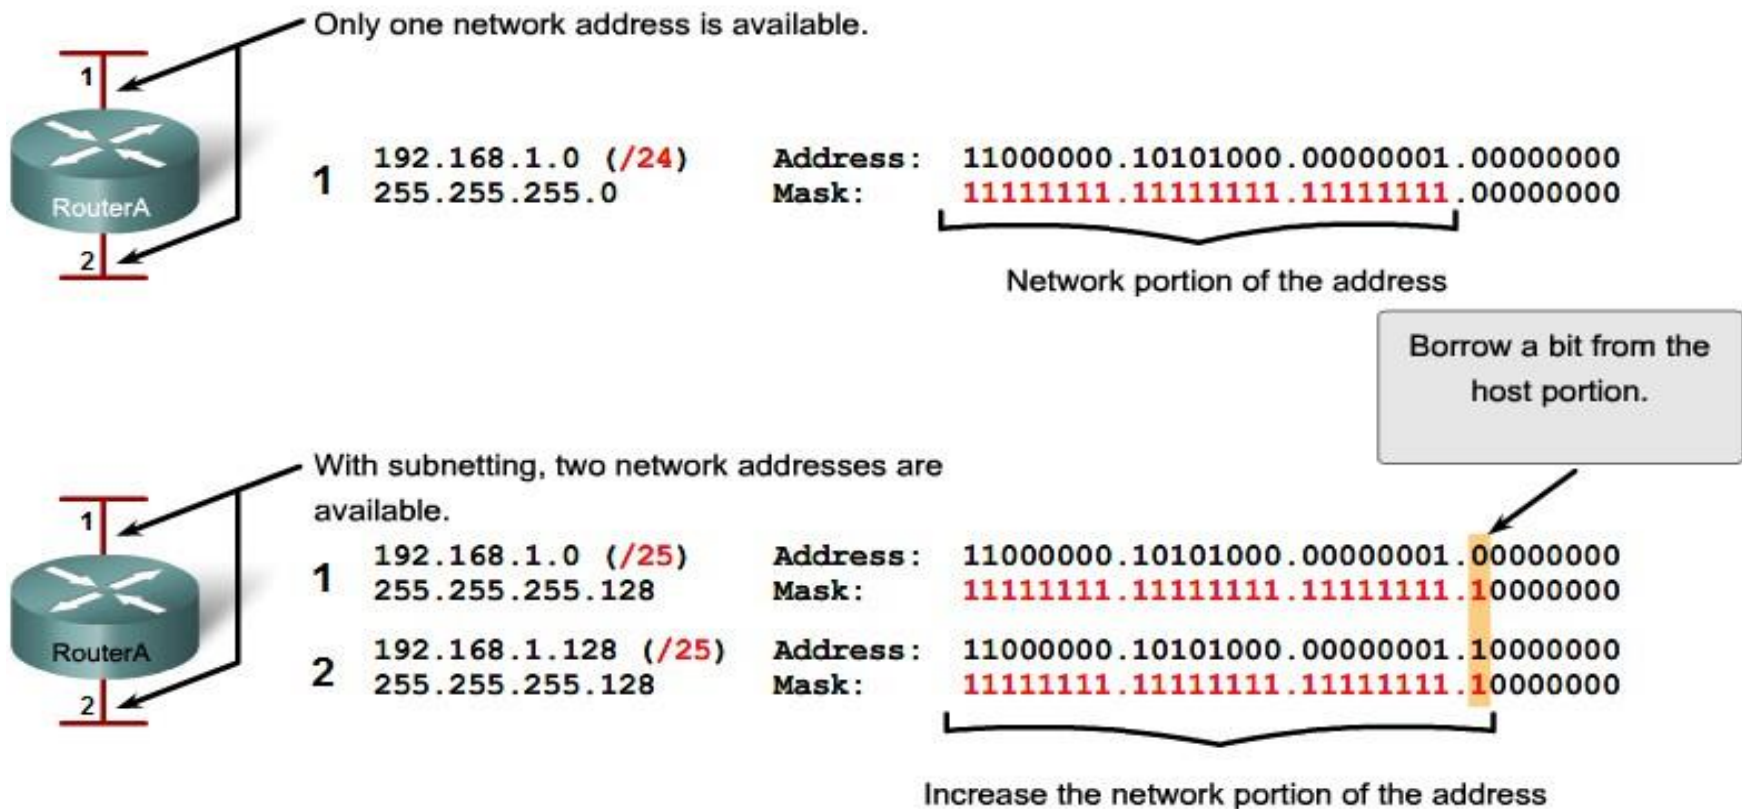 Only one network address is available.
1
RouterA
2
1
192.168.1.0 (/24) Address: 11000000.10101000.00000001.00000000
255.255.255.0 Mask: 11111111.11111111.11111111.00000000
Network portion of the address
Borrow a bit from the
host portion.
With subnetting, two network addresses are
available.
1
RouterA
2
1
192.168.1.0 (/25) Address: 11000000.10101000.00000001.00000000
255.255.255.128 Mask: 11111111.11111111.11111111.10000000
2
192.168.1.128 (/25) Address: 11000000.10101000.00000001.10000000
255.255.255.128 Mask: 11111111.11111111.11111111.10000000
Increase the network portion of the address